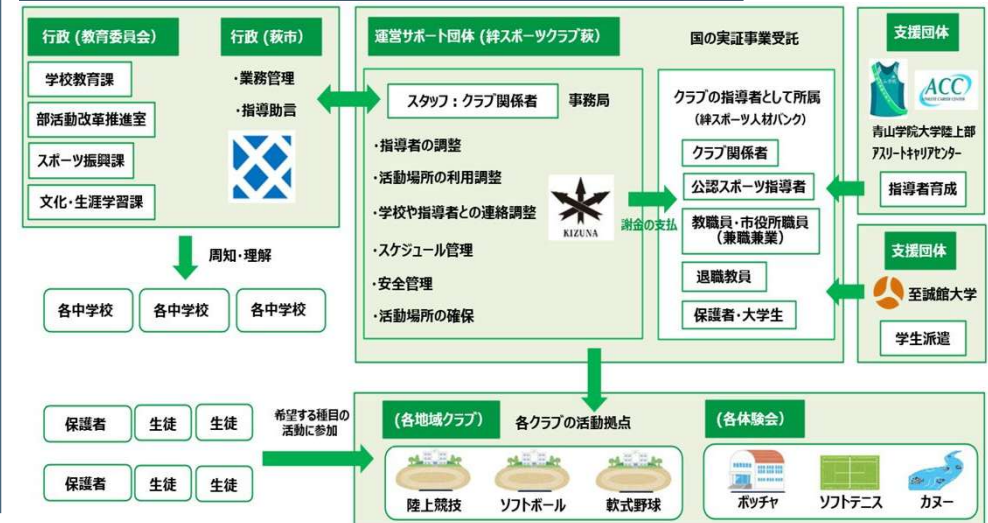 行政 (教育委員会)
学校教育課
部活動改革推進室
スポーツ振興課
文化・生涯学習課
行政 (萩市)
・業務管理
・指導助言
周知・理解
各中学校
各中学校
各中学校
運営サポート団体 (絆スポーツクラブ萩)
国の実証事業受託
スタッフ：クラブ関係者
事務局
・指導者の調整
・活動場所の利用調整
・学校や指導者との連絡調整
・スケジュール管理
・安全管理
・活動場所の確保
KIZUNA
謝金の支払
クラブの指導者として所属
(絆スポーツ人材バンク)
クラブ関係者
公認スポーツ指導者
教職員・市役所職員
(兼職兼業)
退職教員
保護者・大学生
支援団体
ACC
ATHLETE CAREER CENTER
青山学院大学陸上部
アスリートキャリアセンター
指導者育成
支援団体
至誠館大学
学生派遣
保護者
生徒
生徒
保護者
生徒
生徒
希望する種目の
活動に参加
(各地域クラブ)
各クラブの活動拠点
陸上競技
ソフトボール
軟式野球
(各体験会)
ボッチャ
ソフトテニス
カヌー